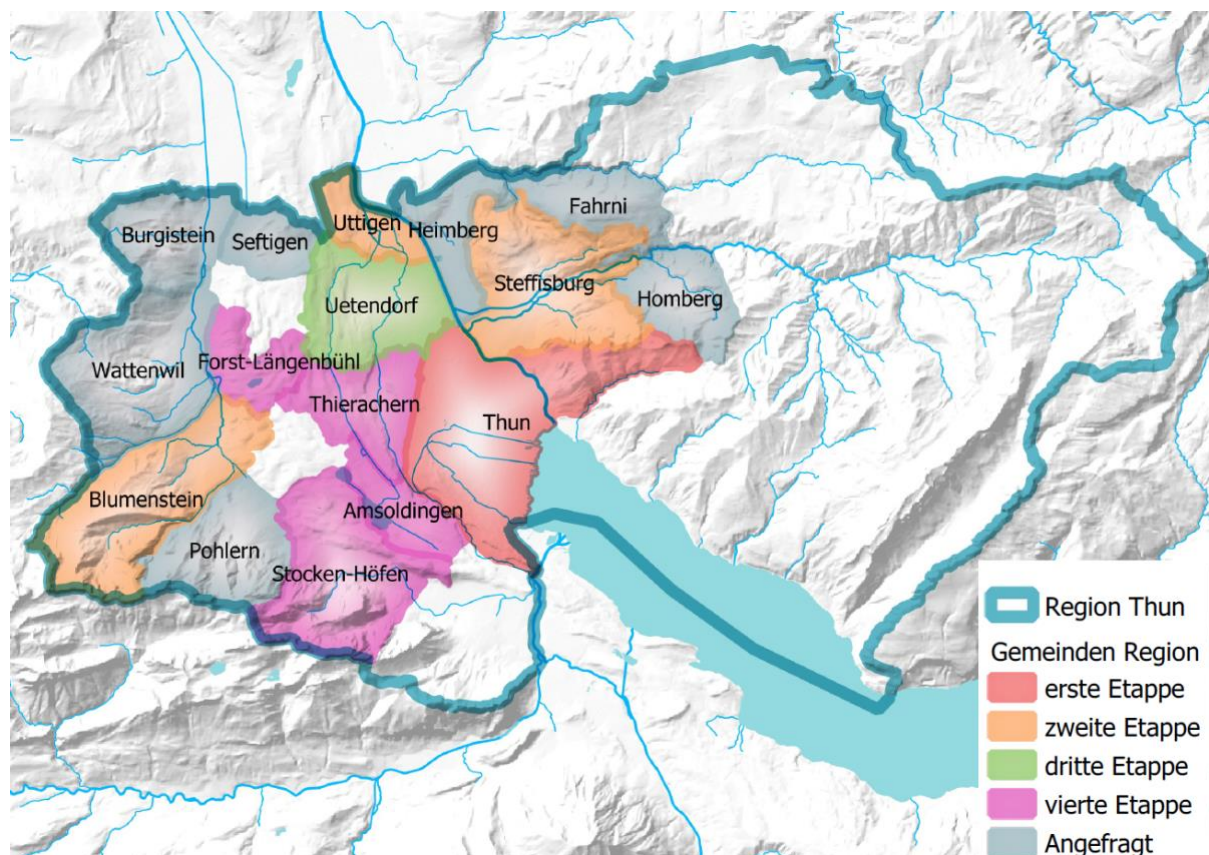 Uttigen
Fahrni
Burgistein
Seftigen
Heimberg
Steffisburg
Homberg
Uetendorf
Forst-Längenbühl
Wattenwil
Thierachern
Thun
Blumenstein
Amsoldingen
Pohlern
Stocken-Höfen
Region Thun
Gemeinden Region
erste Etappe
zweite Etappe
dritte Etappe
vierte Etappe
Angefragt